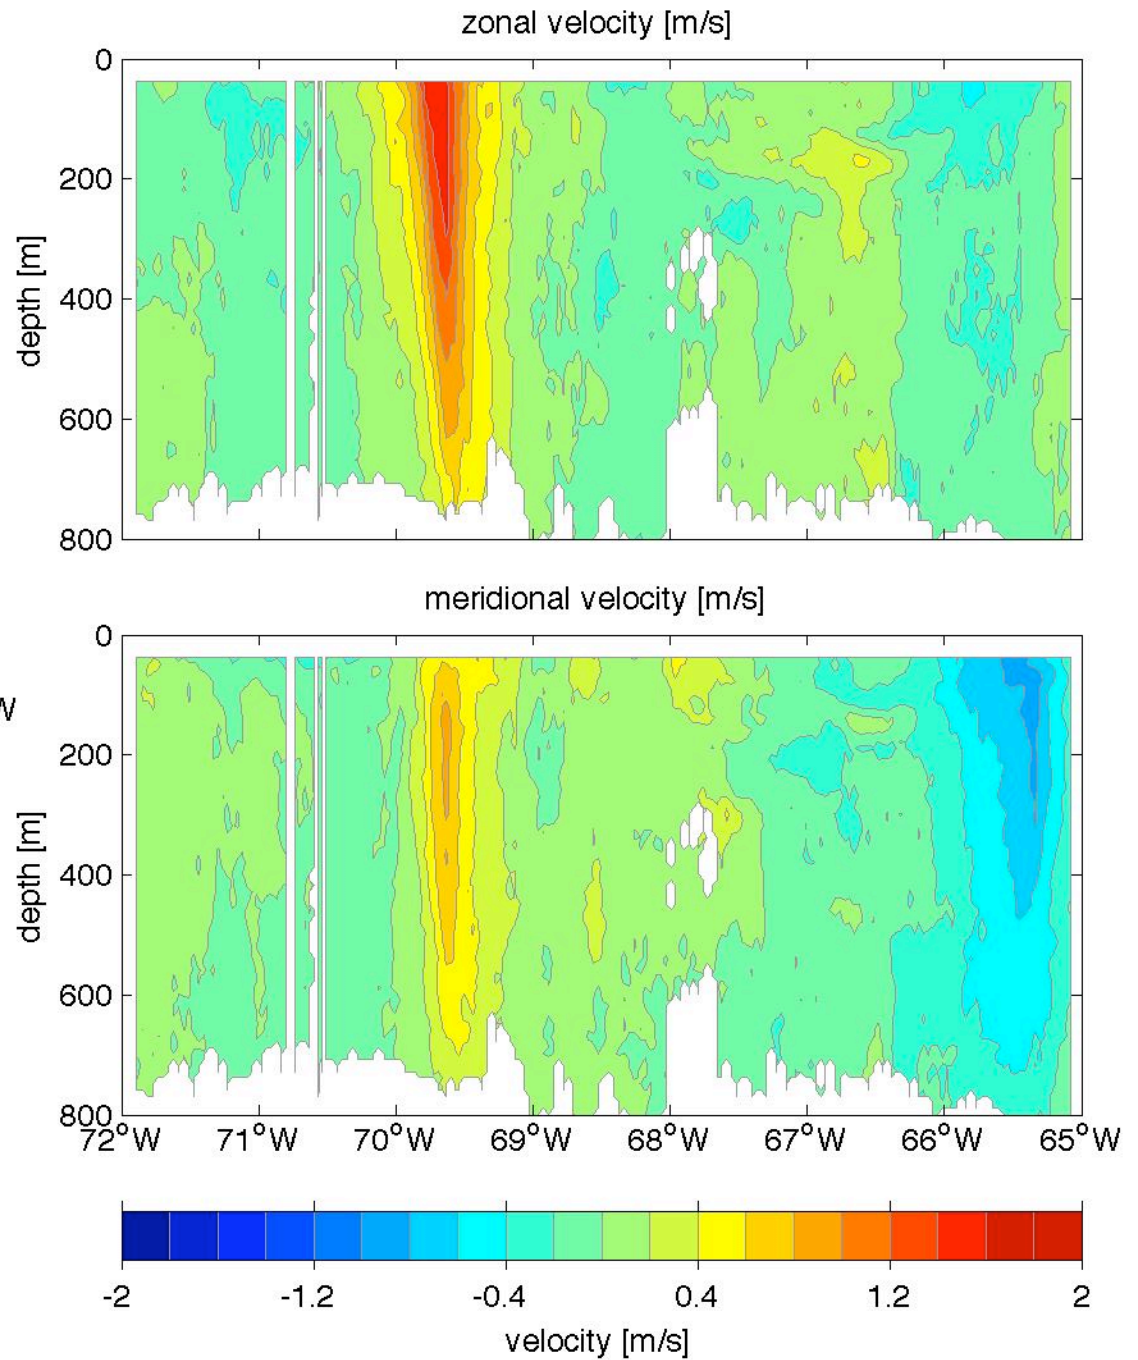 zonal velocity [m/s]
0
200
400
600
800
depth [m]
meridional velocity [m/s]
0
200
400
600
800
depth [m]
W
72°W 71°W 70°W 69°W 68°W 67°W 66°W 65°W
-2 -1.2 -0.4 0.4 1.2 2
velocity [m/s]